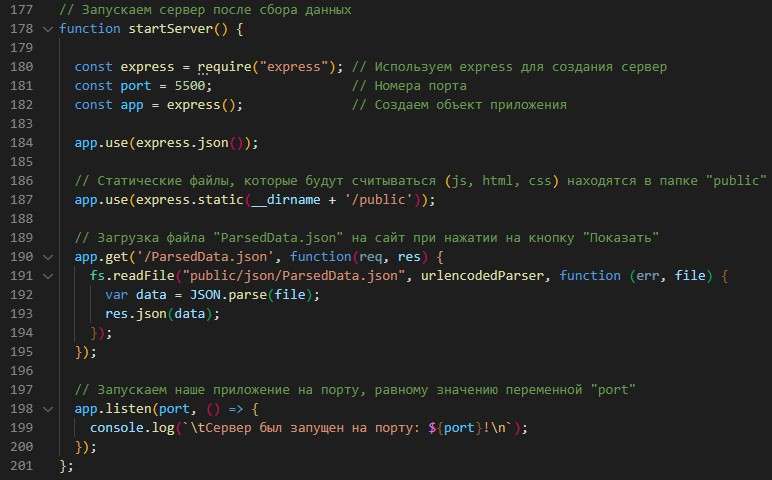 177 // Запускаем сервер после сбора данных
178 function startServer() {
179
180 const express = require("express"); // Используем express для создания сервер
181 const port = 5500; // Номера порта
182 const app = express(); // Создаем объект приложения
183
184 app.use(express.json());
185
186 // Статические файлы, которые будут считываться (js, html, css) находятся в папке "public"
187 app.use(express.static(__dirname + '/public'));
188
189 // Загрузка файла "ParsedData.json" на сайт при нажатии на кнопку "Показать"
190 app.get('/ParsedData.json', function(req, res) {
191 fs.readFile("public/json/ParsedData.json", urlencodedParser, function (err, file) {
192 var data = JSON.parse(file);
193 res.json(data);
194 });
195 });
196
197 // Запускаем наше приложение на порту, равному значению переменной "port"
198 app.listen(port, () => {
199 console.log(`\tСервер был запущен на порту: ${port}!\n`);
200 });
201 };